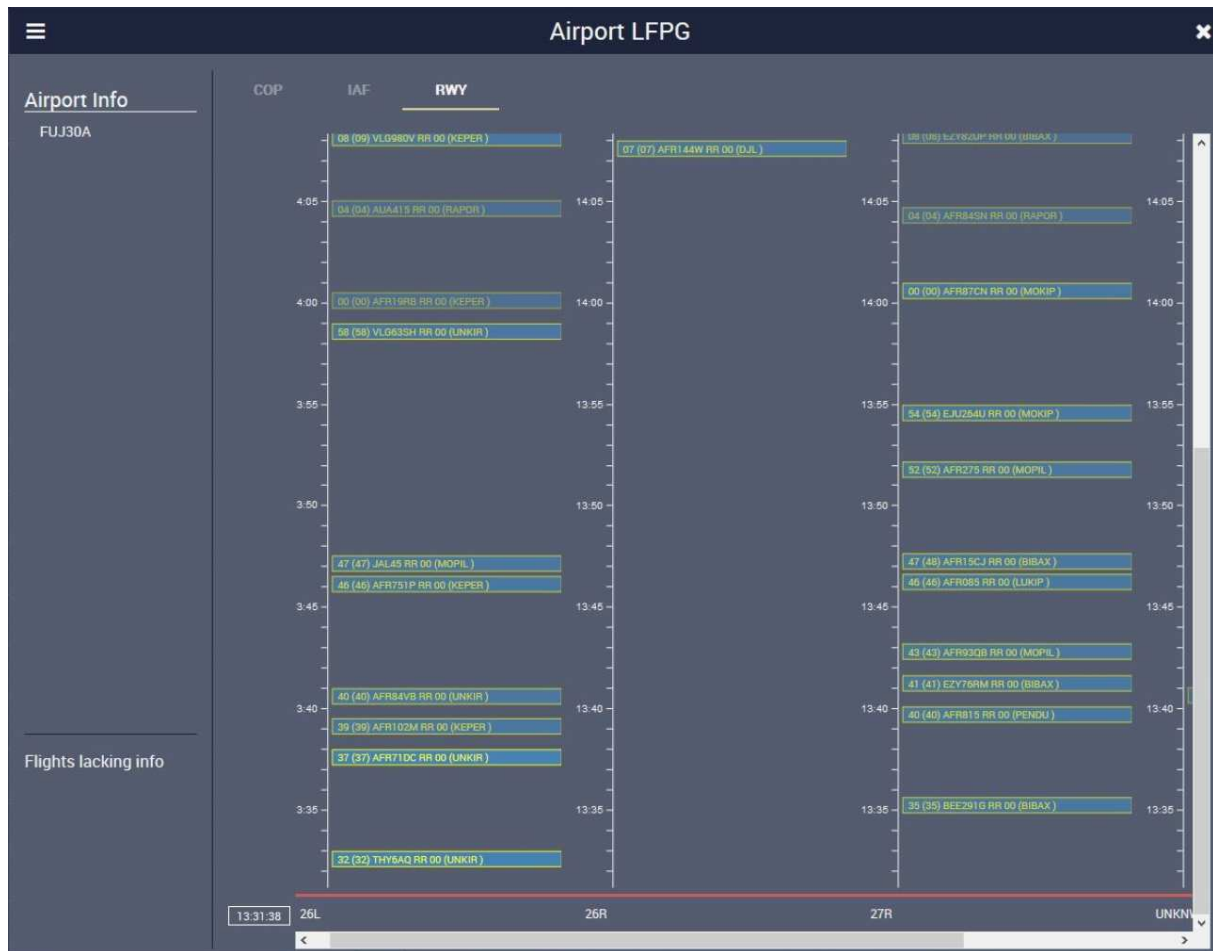 Airport LFPG
Airport Info
FUJ30A
Flights lacking info
COP IAF RWY
08 (09) VLG980V RR 00 (KEPER )
4:05
04 (04) AUA415 RR 00 (RAPOR )
4:00
00 (00) AFR19RB RR 00 (KEPER )
58 (58) VLG63SH RR 00 (UNKIR )
3:55
3:50
47 (47) JAL45 RR 00 (MOPIL )
46 (46) AFR751P RR 00 (KEPER )
3:45
40 (40) AFR84VB RR 00 (UNKIR )
3:40
39 (39) AFR102M RR 00 (KEPER )
37 (37) AFR71DC RR 00 (UNKIR )
3:35
32 (32) THY6AQ RR 00 (UNKIR )
07 (07) AFR144W RR 00 (DJL )
14:05
14:00
13:55
13:50
13:45
13:40
13:35
08 (08) EZY82DP RR 00 (BIBAX )
14:05
04 (04) AFR84SN RR 00 (RAPOR )
00 (00) AFR87CN RR 00 (MOKIP )
14:00
13:55
54 (54) EJU264U RR 00 (MOKIP )
52 (52) AFR275 RR 00 (MOPIL )
13:50
47 (48) AFR15CJ RR 00 (BIBAX )
46 (46) AFR085 RR 00 (LUKIP )
13:45
43 (43) AFR93QB RR 00 (MOPIL )
41 (41) EZY76RM RR 00 (BIBAX )
13:40
40 (40) AFR815 RR 00 (PENDU )
35 (35) BEE291G RR 00 (BIBAX )
13:35
14:05
14:00
13:55
13:50
13:45
13:40
13:35
13:31:38 26L 26R 27R UNKN